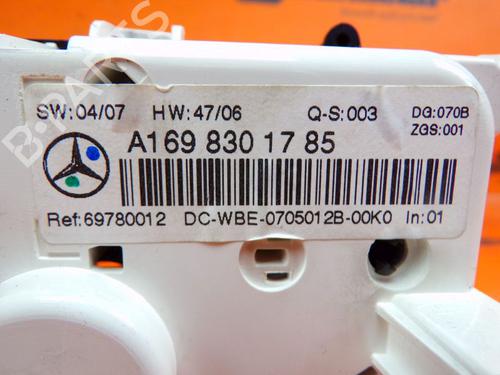 SW:04/07 HW:47/06 Q-S:003 DG:070B
ZGS:001
A169 830 17 85
Ref:69780012 DC-WBE-0705012B-00K0 In:01
B-PARTS